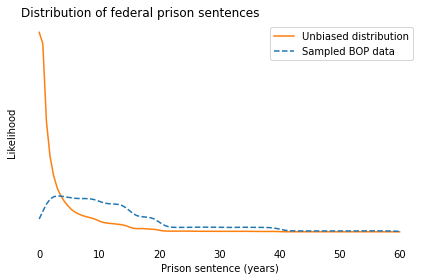 Distribution of federal prison sentences
Unbiased distribution
Sampled BOP data
Likelihood
0 10 20 30 40 50 60
Prison sentence (years)